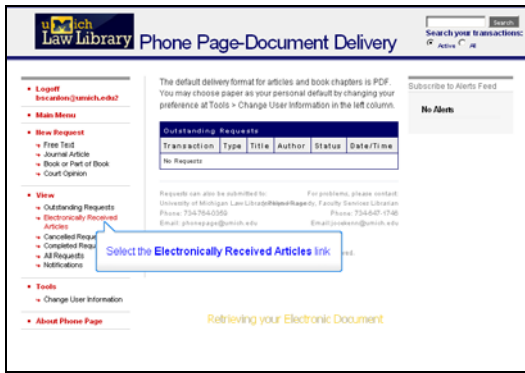 uMich
Law Library
Phone Page-Document Delivery
Search
Search your transactions:
Active All
Logoff
bscanlon@umich.edu?
Main Menu
New Request
Free Text
Journal Article
Book or Part of Book
Court Opinion
View
Outstanding Requests
Electronically Received
Articles
Cancelled Reque
Completed Requ
All Requests
Notifications
Tools
Change User Information
About Phone Page
The default delivery format for articles and book chapters is PDF.
You may choose paper as your personal default by changing your
preference at Tools > Change User Information in the left column.
Outstanding Requests
Transaction Type Title Author Status Date/Time
No Requests
Requests can also be submitted to:
University of Michigan Law Library
Phone: 734-764-0369
Email: phonepage@umich.edu
For problems, please contact:
Faculty Services Librarian
Phone: 734-647-1746
ved.
Select the Electronically Received Articles link
Retrieving your Electronic Document
Subscribe to Alerts Feed
No Alerts